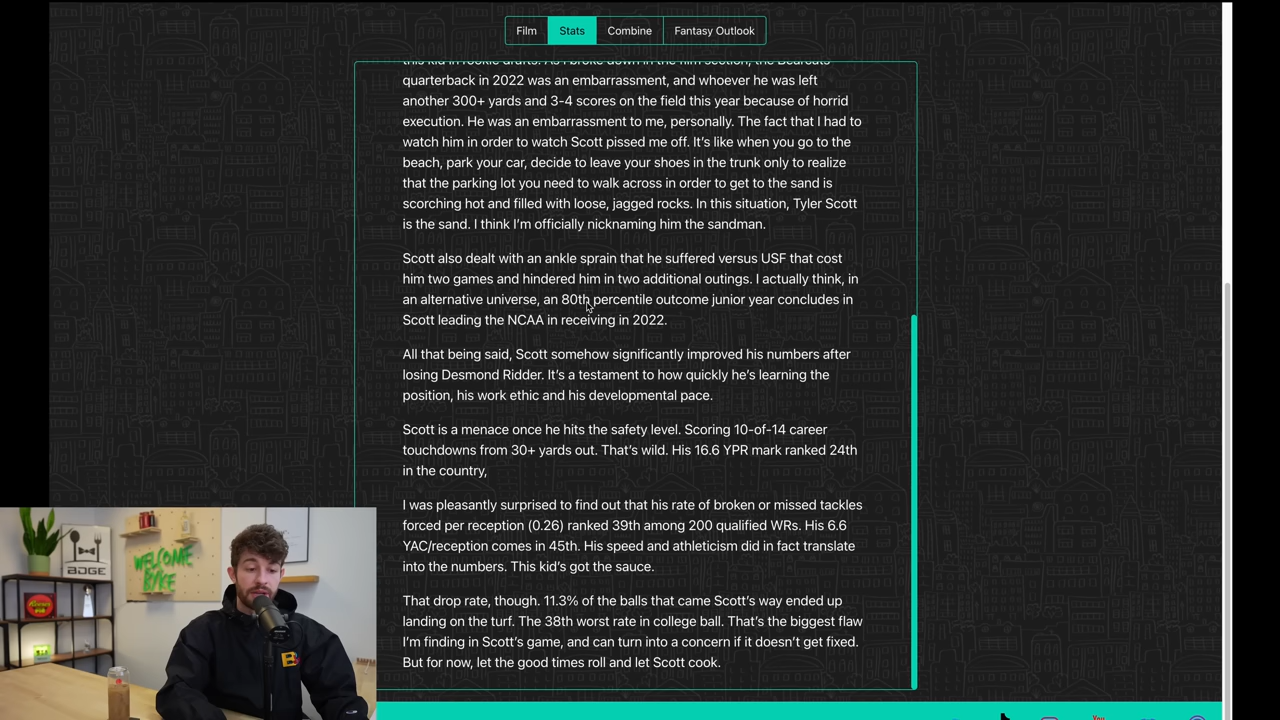 Film
Stats
Combine
Fantasy Outlook
this kid in rookie drafts. As I broke down in the film section, the Bearcats
quarterback in 2022 was an embarrassment, and whoever he was left
another 300+ yards and 3-4 scores on the field this year because of horrid
execution. He was an embarrassment to me, personally. The fact that I had to
watch him in order to watch Scott pissed me off. It's like when you go to the
beach, park your car, decide to leave your shoes in the trunk only to realize
that the parking lot you need to walk across in order to get to the sand is
scorching hot and filled with loose, jagged rocks. In this situation, Tyler Scott
is the sand. I think I'm officially nicknaming him the sandman.
Scott also dealt with an ankle sprain that he suffered versus USF that cost
him two games and hindered him in two additional outings. I actually think, in
an alternative universe, an 80th percentile outcome junior year concludes in
Scott leading the NCAA in receiving in 2022.
All that being said, Scott somehow significantly improved his numbers after
losing Desmond Ridder. It's a testament to how quickly he's learning the
position, his work ethic and his developmental pace.
Scott is a menace once he hits the safety level. Scoring 10-of-14 career
touchdowns from 30+ yards out. That's wild. His 16.6 YPR mark ranked 24th
in the country,
I was pleasantly surprised to find out that his rate of broken or missed tackles
forced per reception (0.26) ranked 39th among 200 qualified WRs. His 6.6
YAC/reception comes in 45th. His speed and athleticism did in fact translate
into the numbers. This kid's got the sauce.
That drop rate, though. 11.3% of the balls that came Scott's way ended up
landing on the turf. The 38th worst rate in college ball. That's the biggest flaw
I'm finding in Scott's game, and can turn into a concern if it doesn't get fixed.
But for now, let the good times roll and let Scott cook.
BDGE
WELCOME
You